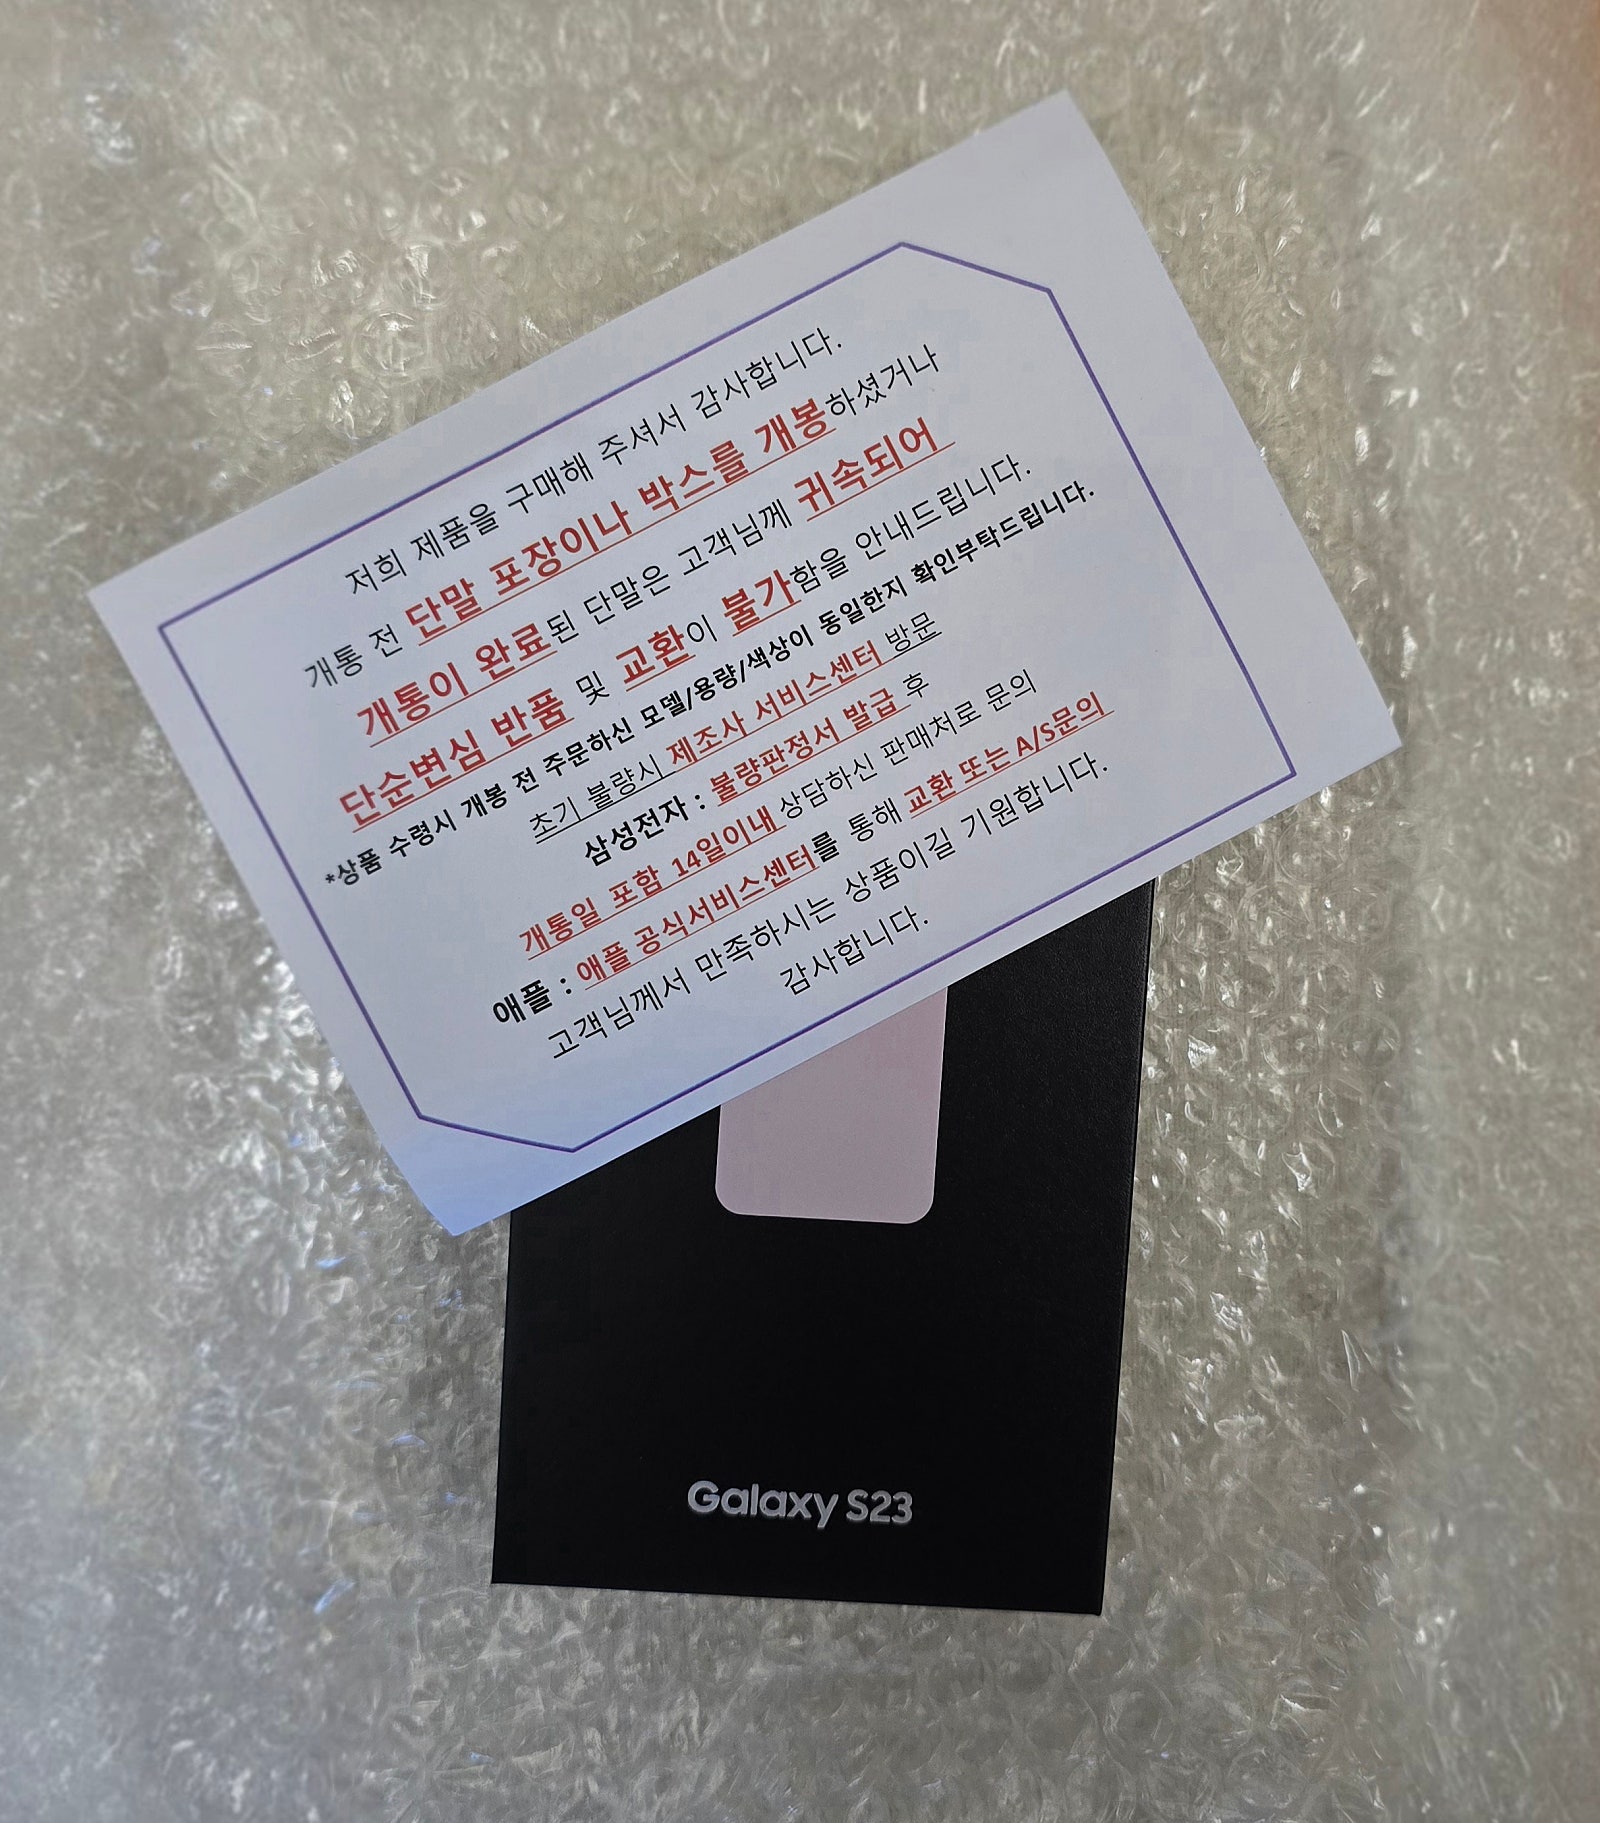 저희 제품을 구매해 주셔서 감사합니다.
개통 전 단말 포장이나 박스를 개봉하셨거나
개통이 완료된 단말은 고객님께 귀속되어
단순변심 반품 및 교환이 불가함을 안내드립니다.
*상품 수령시 개봉 전 주문하신 모델/용량/색상이 동일한지 확인부탁드립니다.
초기 불량시 제조사 서비스센터 방문
삼성전자 : 불량판정서 발급 후
개통일 포함 14일이내 상담하신 판매처로 문의
애플 : 애플 공식서비스센터를 통해 교환 또는 A/S문의
고객님께서 만족하시는 상품이길 기원합니다.
감사합니다.
Galaxy S23